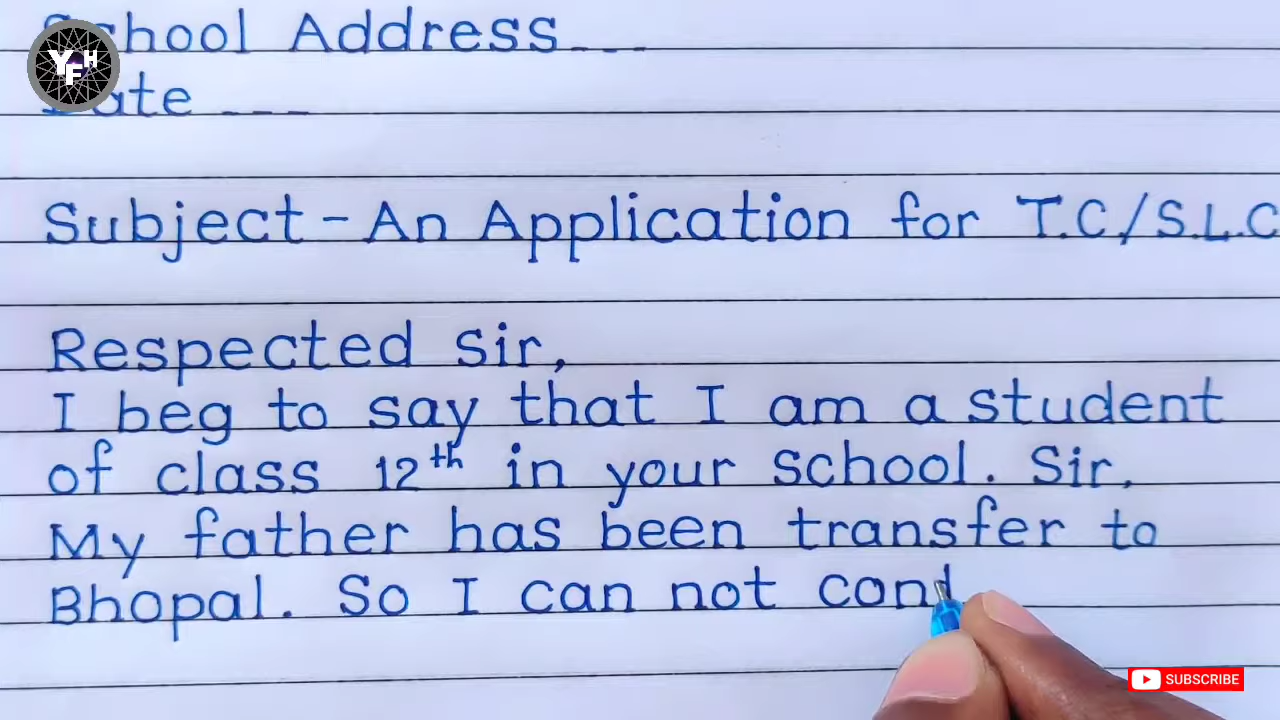 School Address---
Date ---
Subject - An Application for T.C/S.L.C
Respected Sir,
I beg to say that I am a student
of class 12th in your school. Sir,
My father has been transfer to
Bhopal. So I can not
YFH
SUBSCRIBE